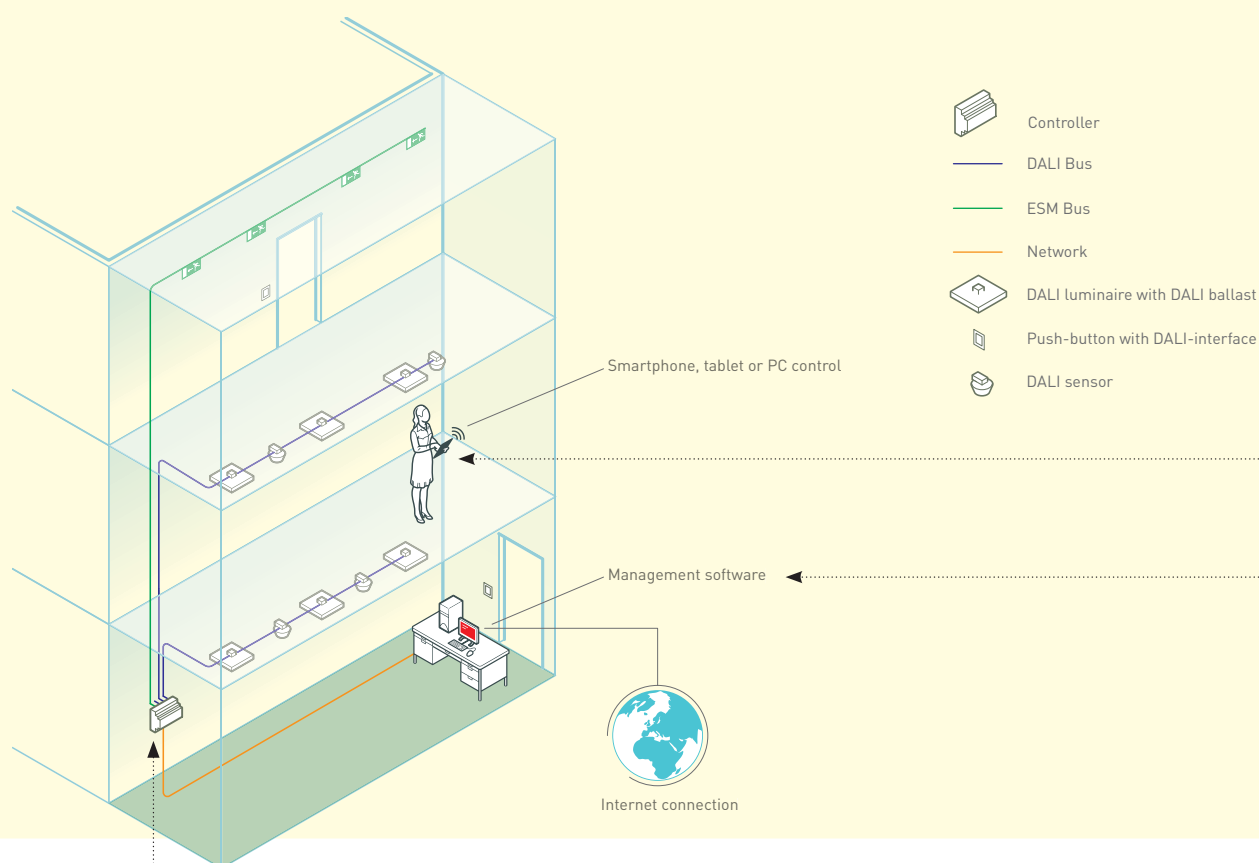 Controller
DALI Bus
ESM Bus
Network
DALI luminaire with DALI ballast
Push-button with DALI-interface
DALI sensor
Smartphone, tablet or PC control
Management software
Internet connection